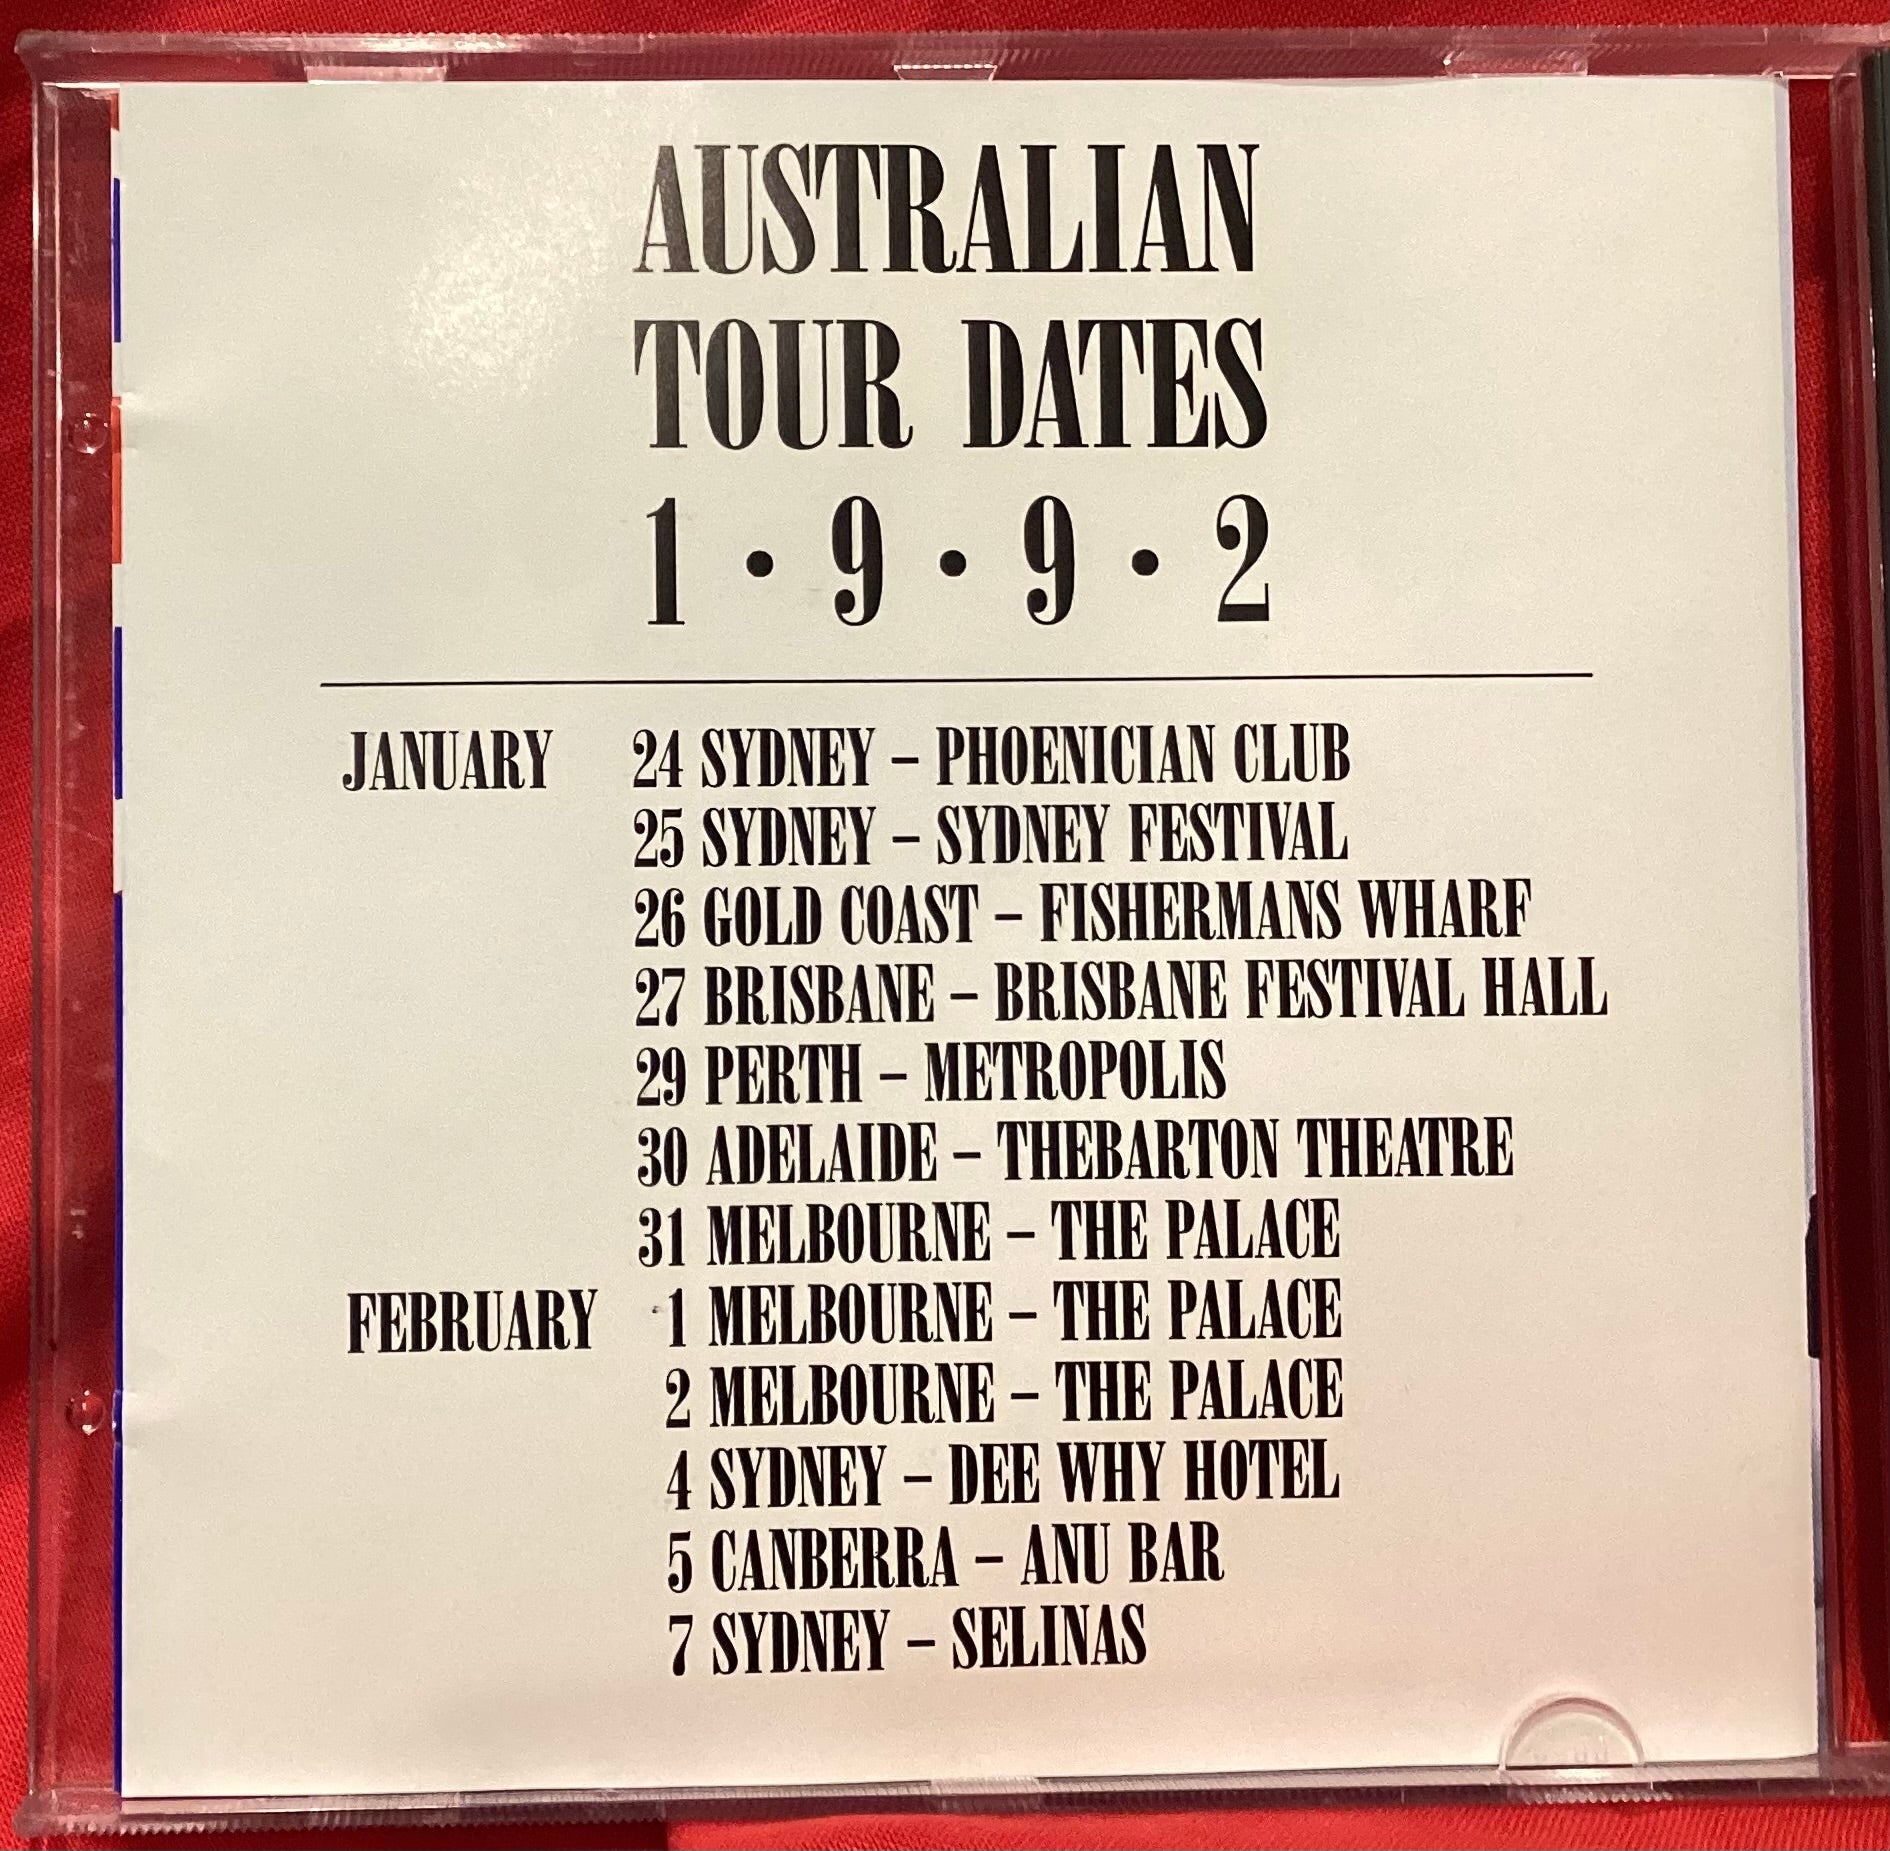 AUSTRALIAN
TOUR DATES
1 • 9 • 9 • 2
JANUARY 24 SYDNEY – PHOENICIAN CLUB
25 SYDNEY – SYDNEY FESTIVAL
26 GOLD COAST – FISHERMANS WHARF
27 BRISBANE – BRISBANE FESTIVAL HALL
29 PERTH – METROPOLIS
30 ADELAIDE – THEBARTON THEATRE
31 MELBOURNE – THE PALACE
FEBRUARY 1 MELBOURNE – THE PALACE
2 MELBOURNE – THE PALACE
4 SYDNEY – DEE WHY HOTEL
5 CANBERRA – ANU BAR
7 SYDNEY – SELINAS